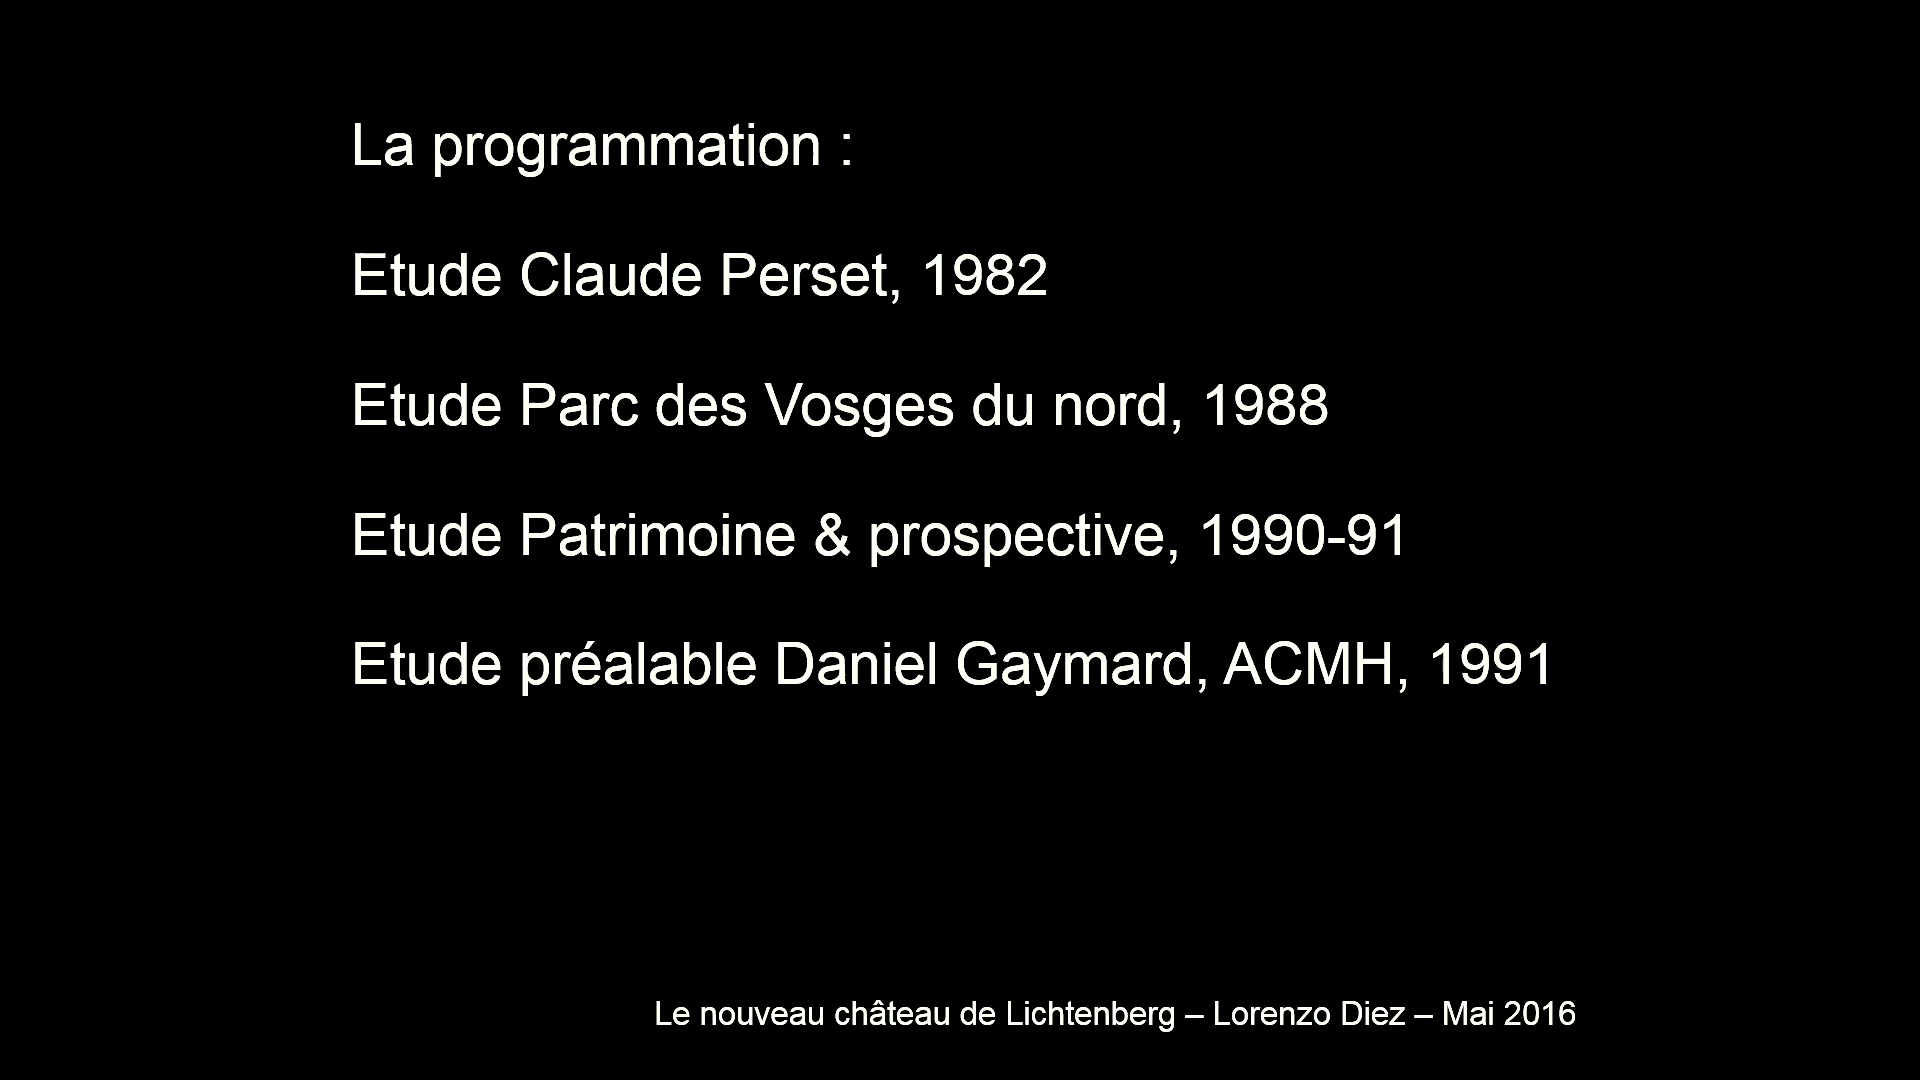 La programmation :
Etude Claude Perset, 1982
Etude Parc des Vosges du nord, 1988
Etude Patrimoine & prospective, 1990-91
Etude préalable Daniel Gaymard, ACMH, 1991
Le nouveau château de Lichtenberg – Lorenzo Diez – Mai 2016